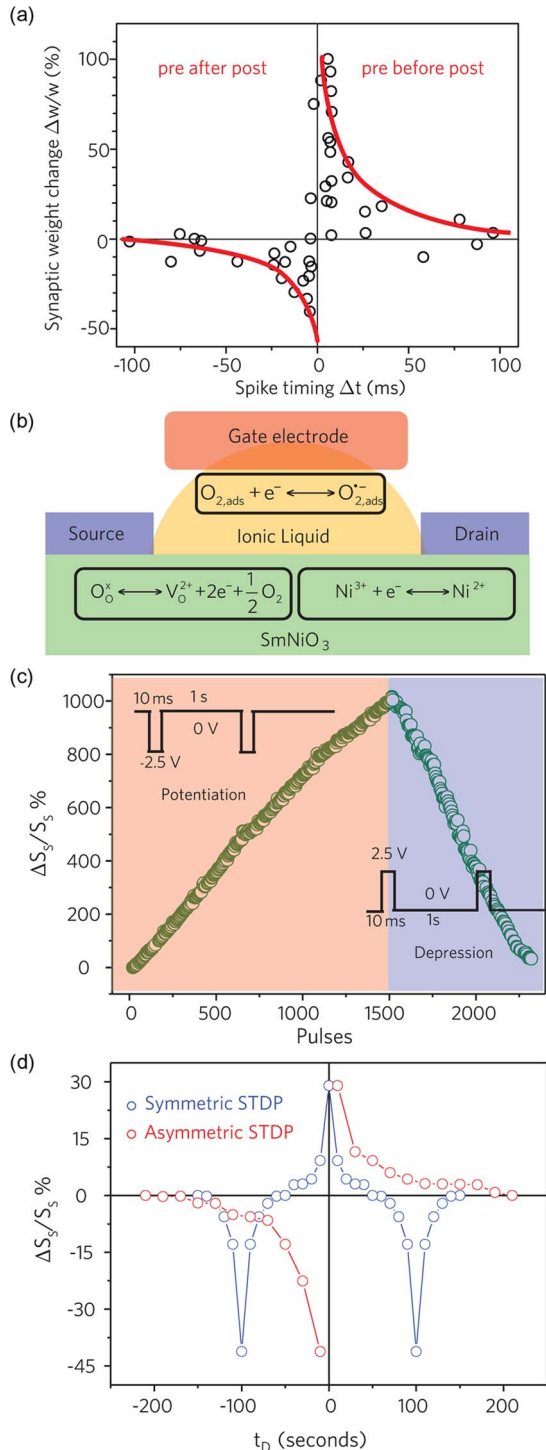 (a)
Synaptic weight change Δw/w (%)
100
50
0
-50
pre after post
pre before post
-100
-50
0
50
100
Spike timing Δt (ms)
(b)
Gate electrode
O2,ads + e⁻ ⟷ O•⁻2,ads
Source
Ionic Liquid
Drain
OOˣ ⟷ VO²⁺ +2e⁻+ 1/2 O₂
Ni³⁺ + e⁻ ⟷ Ni²⁺
SmNiO₃
(c)
ΔSs/Ss %
1000
800
600
400
200
0
10 ms
1 s
0 V
-2.5 V
Potentiation
2.5 V
0 V
10 ms
1s
Depression
0
500
1000
1500
2000
Pulses
(d)
ΔSs/Ss %
30
15
0
-15
-30
-45
Symmetric STDP
Asymmetric STDP
-200
-100
0
100
200
tD (seconds)